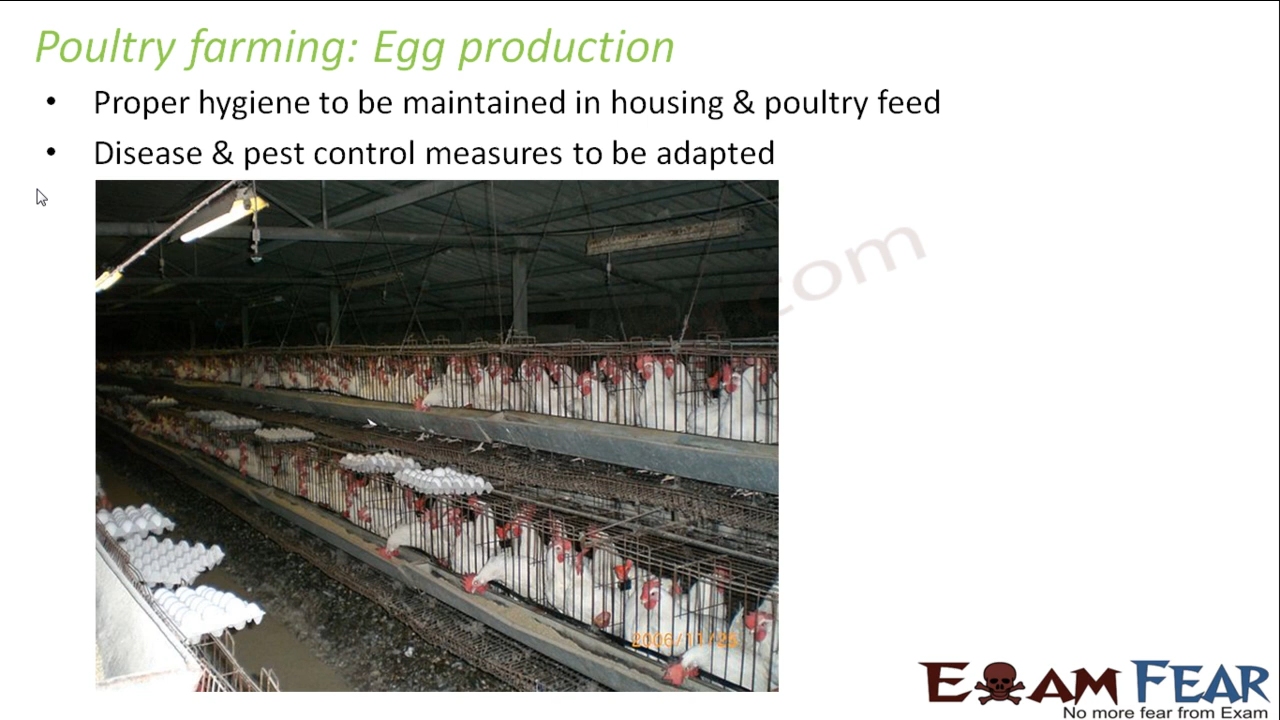 Poultry farming: Egg production
• Proper hygiene to be maintained in housing & poultry feed
• Disease & pest control measures to be adapted
.com
2006/11/25
EXAM FEAR
No more fear from Exam